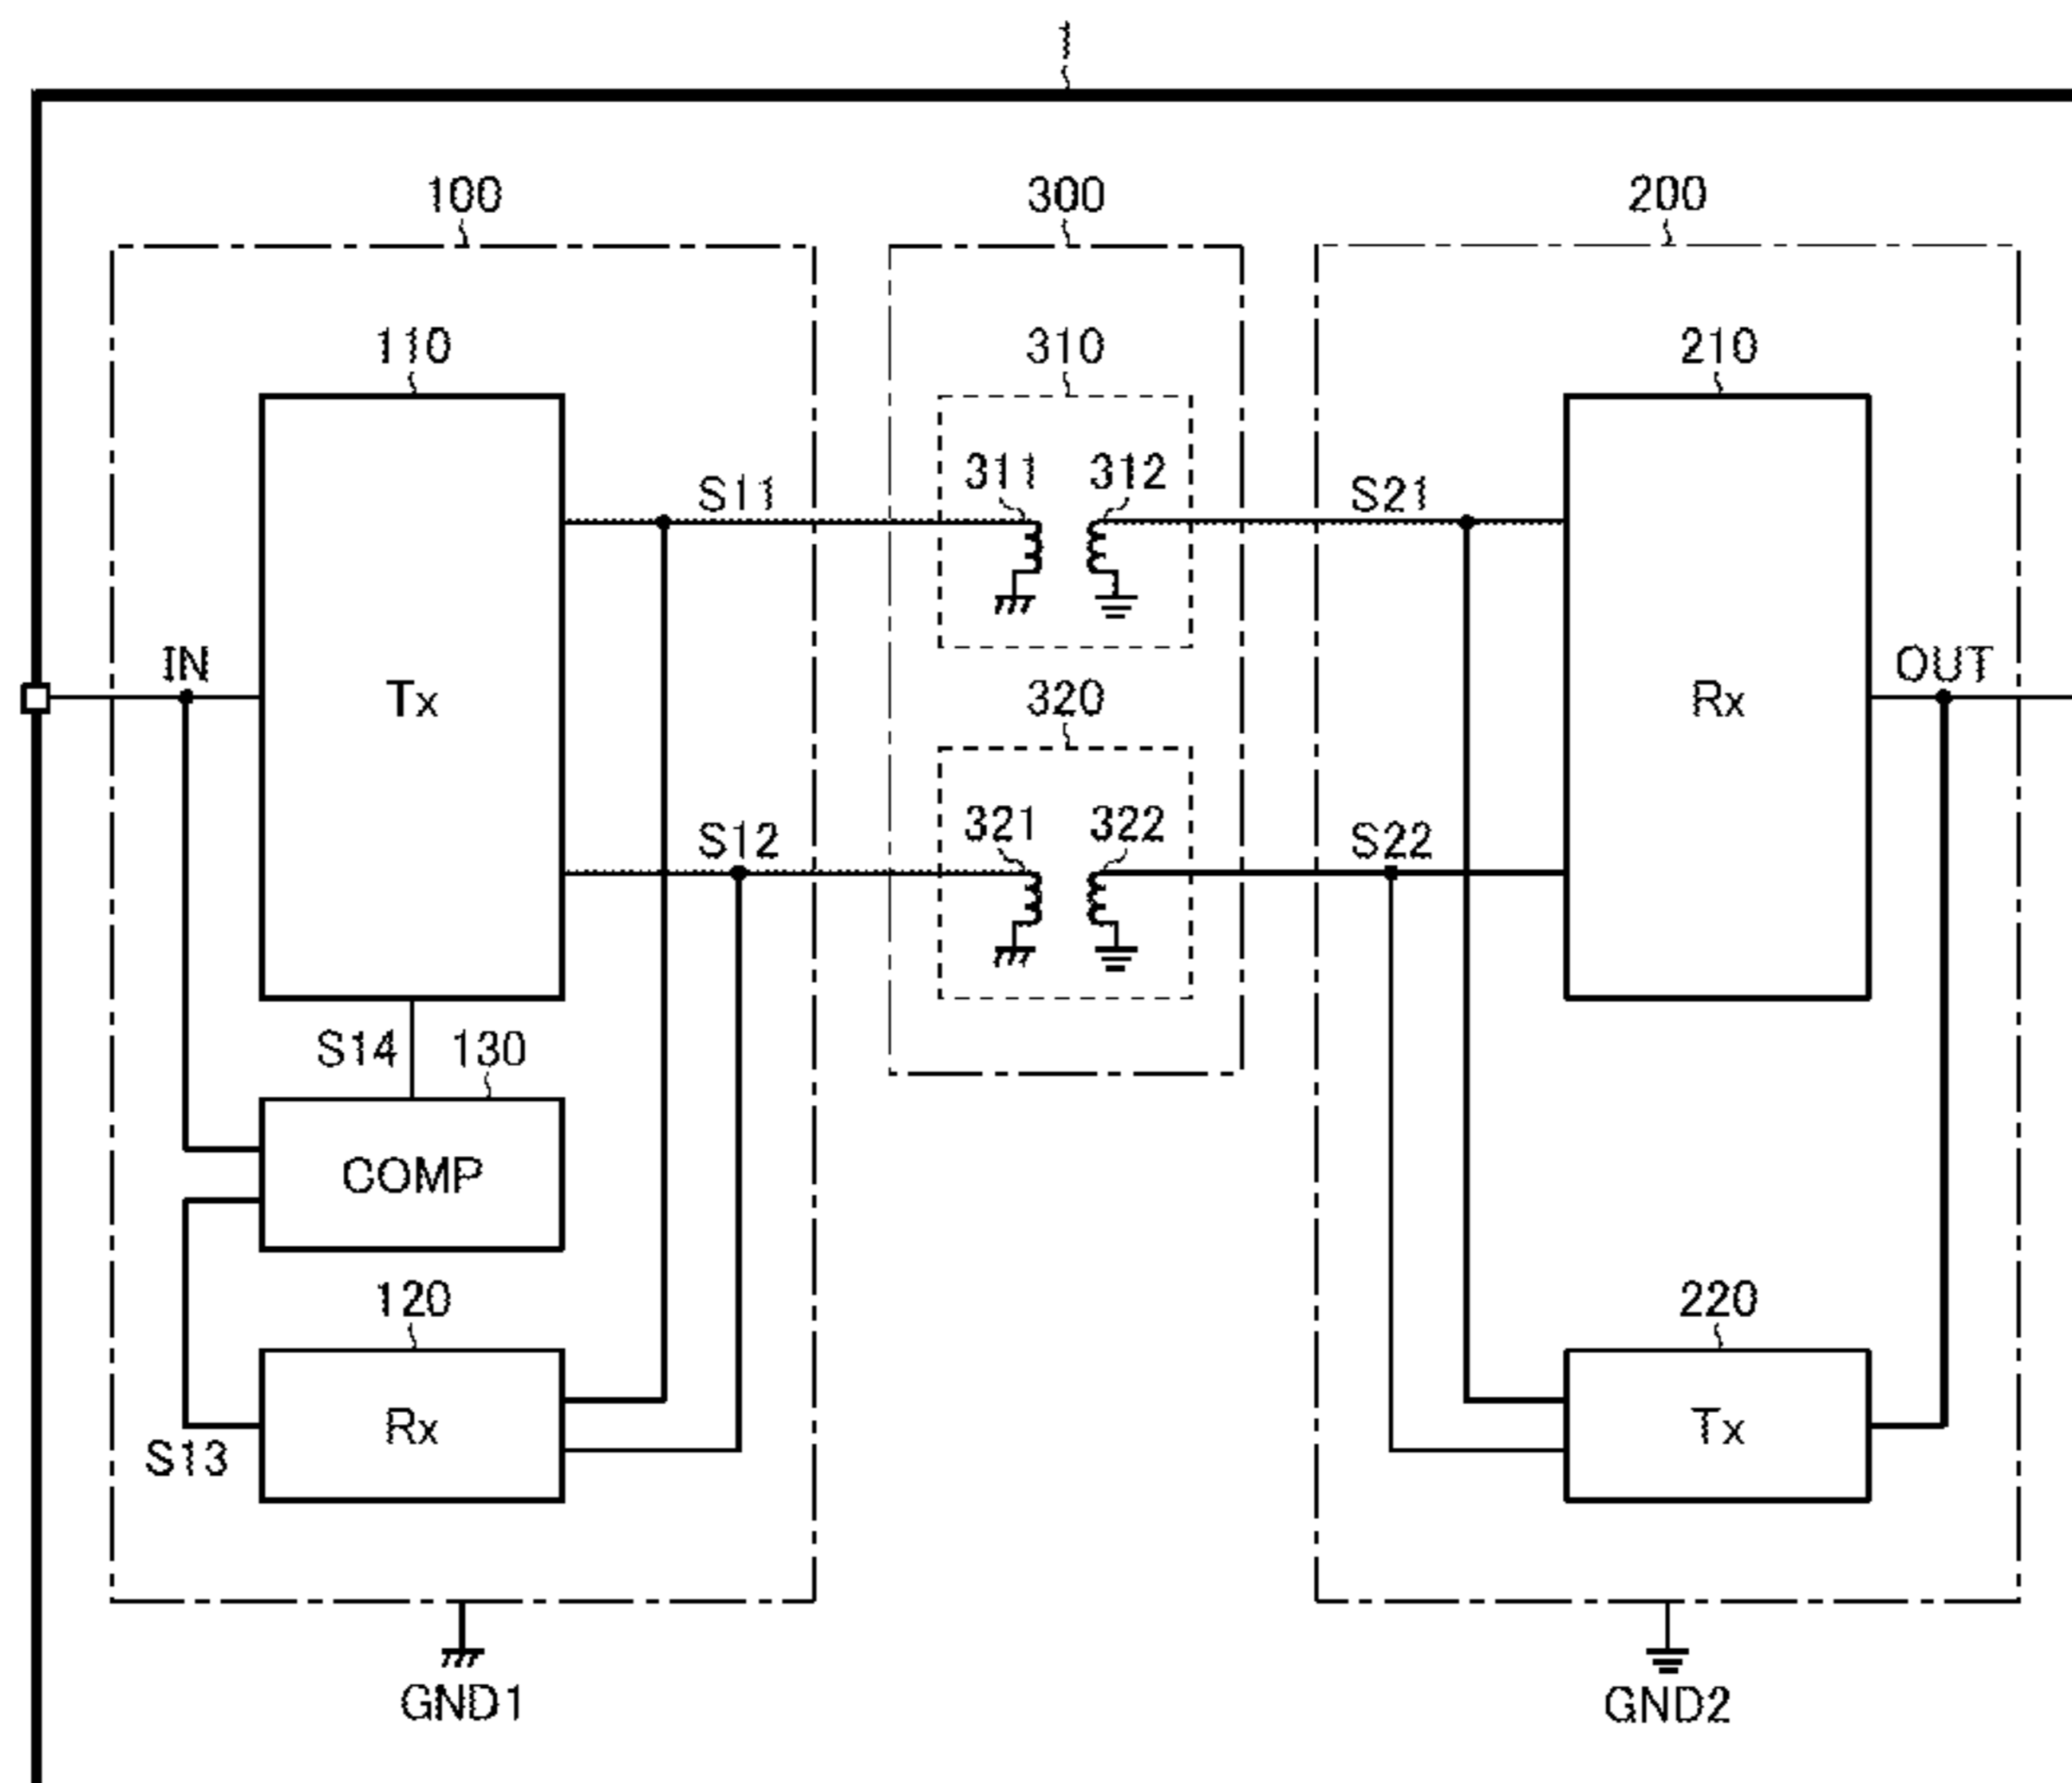 1
100 300 200
110 310 210
S11 311 312 S21
IN Tx 320 Rx OUT
S12 321 322 S22
S14 130
COMP
120 220
S13 Rx Tx
GND1 GND2